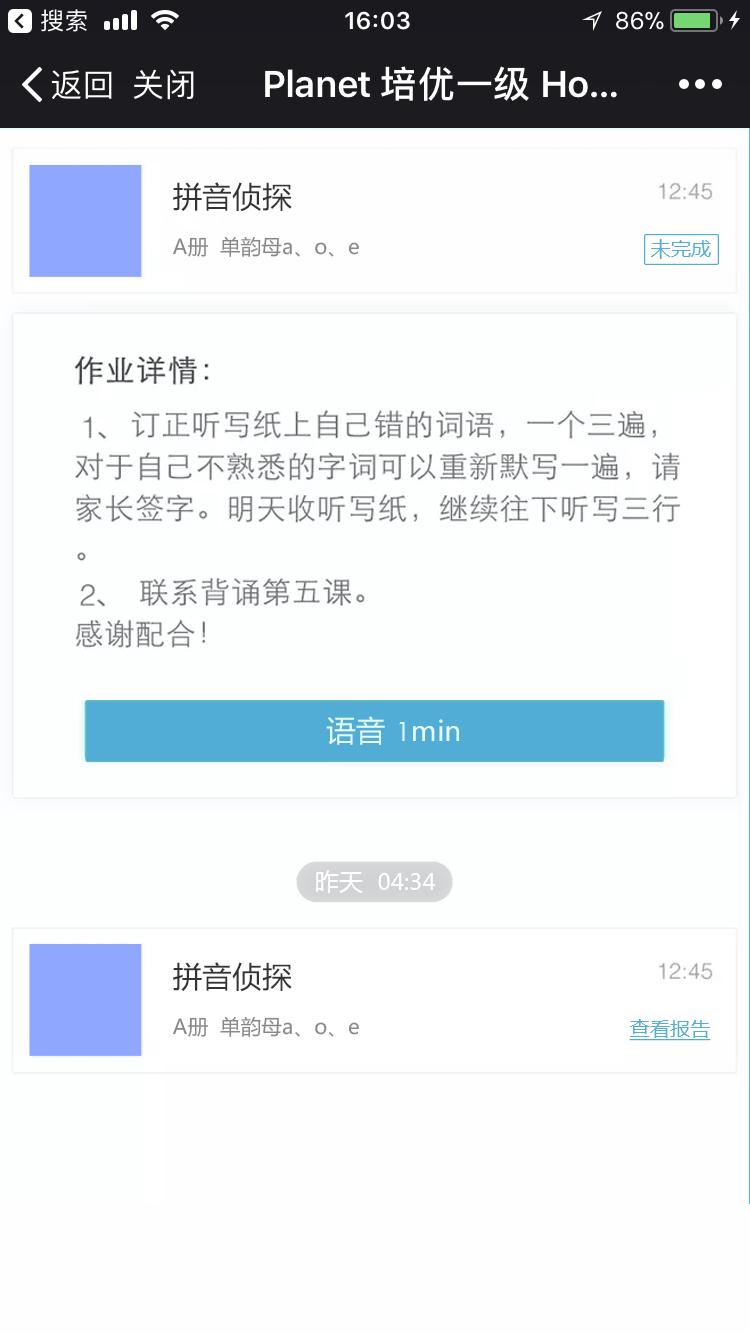 搜索 16:03 86%
返回 关闭 Planet 培优一级 Ho...
拼音侦探 12:45
A册 单韵母a、o、e 未完成
作业详情：
1、 订正听写纸上自己错的词语，一个三遍，
对于自己不熟悉的字词可以重新默写一遍，请
家长签字。明天收听写纸，继续往下听写三行
。
2、 联系背诵第五课。
感谢配合！
语音 1min
昨天 04:34
拼音侦探 12:45
A册 单韵母a、o、e 查看报告